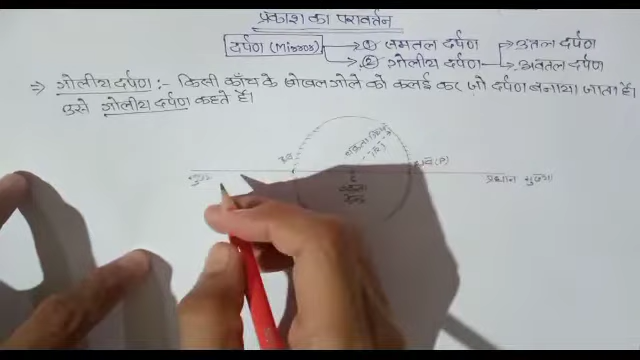 प्रकाश का परावर्तन
दर्पण (Mirror) → ① समतल दर्पण → उत्तल दर्पण
→ ② गोलीय दर्पण → अवतल दर्पण
⇒ गोलीय दर्पण :- किसी काँच के खोखले गोले को कलई कर जो दर्पण बनाया जाता है।
उसे गोलीय दर्पण कहते हैं।
ध्रुव (P)
C
प्रधान